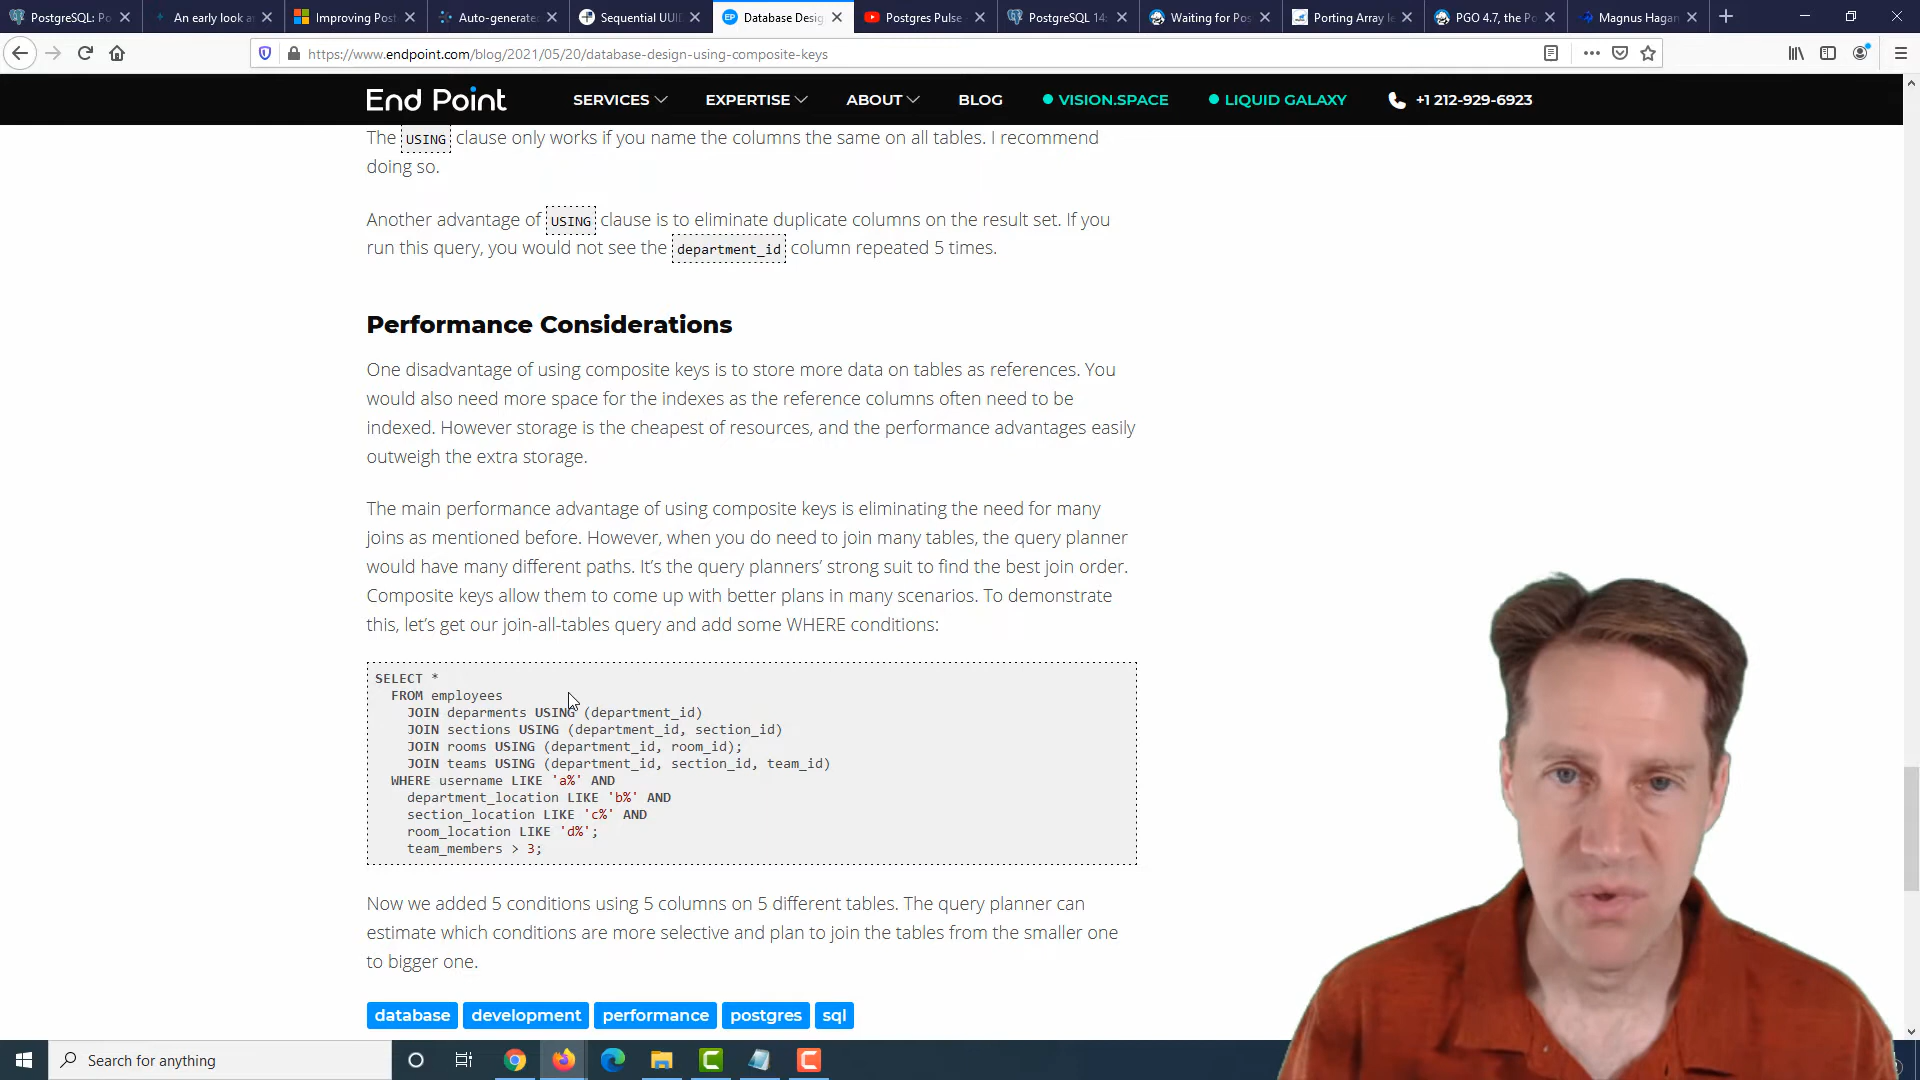 PostgreSQL: Po
An early look a
Improving Post
Auto-generate
Sequential UUID
Database Desig
Postgres Pulse
PostgreSQL 14:
Waiting for Pos
Porting Array le
PGO 4.7, the Po
Magnus Hagan
https://www.endpoint.com/blog/2021/05/20/database-design-using-composite-keys
End Point
SERVICES
EXPERTISE
ABOUT
BLOG
VISION.SPACE
LIQUID GALAXY
+1 212-929-6923
The USING clause only works if you name the columns the same on all tables. I recommend
doing so.
Another advantage of USING clause is to eliminate duplicate columns on the result set. If you
run this query, you would not see the department_id column repeated 5 times.
Performance Considerations
One disadvantage of using composite keys is to store more data on tables as references. You
would also need more space for the indexes as the reference columns often need to be
indexed. However storage is the cheapest of resources, and the performance advantages easily
outweigh the extra storage.
The main performance advantage of using composite keys is eliminating the need for many
joins as mentioned before. However, when you do need to join many tables, the query planner
would have many different paths. It's the query planners' strong suit to find the best join order.
Composite keys allow them to come up with better plans in many scenarios. To demonstrate
this, let's get our join-all-tables query and add some WHERE conditions:
SELECT *
FROM employees
JOIN deparments USING (department_id)
JOIN sections USING (department_id, section_id)
JOIN rooms USING (department_id, room_id);
JOIN teams USING (department_id, section_id, team_id)
WHERE username LIKE 'a%' AND
department_location LIKE 'b%' AND
section_location LIKE 'c%' AND
room_location LIKE 'd%';
team_members > 3;
Now we added 5 conditions using 5 columns on 5 different tables. The query planner can
estimate which conditions are more selective and plan to join the tables from the smaller one
to bigger one.
database
development
performance
postgres
sql
Search for anything